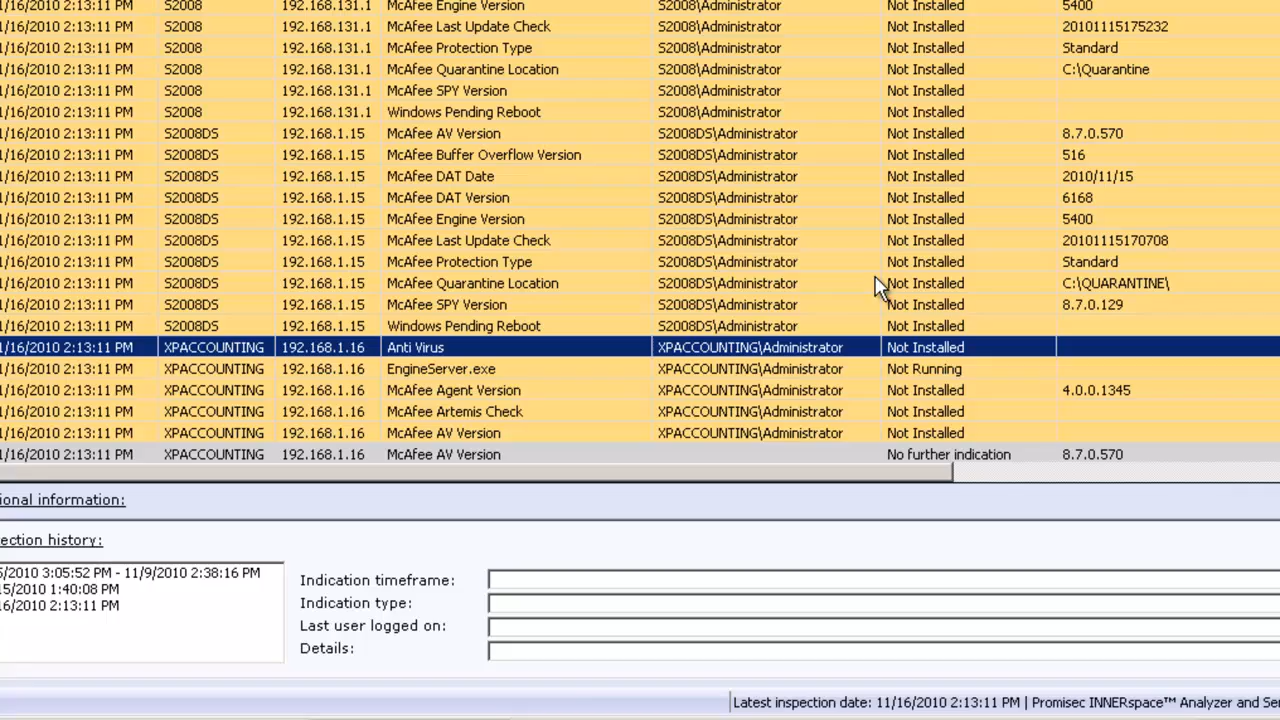 1/16/2010 2:13:11 PM S2008 192.168.131.1 McAfee Engine Version S2008\Administrator Not Installed 5400
1/16/2010 2:13:11 PM S2008 192.168.131.1 McAfee Last Update Check S2008\Administrator Not Installed 20101115175232
1/16/2010 2:13:11 PM S2008 192.168.131.1 McAfee Protection Type S2008\Administrator Not Installed Standard
1/16/2010 2:13:11 PM S2008 192.168.131.1 McAfee Quarantine Location S2008\Administrator Not Installed C:\Quarantine
1/16/2010 2:13:11 PM S2008 192.168.131.1 McAfee SPY Version S2008\Administrator Not Installed
1/16/2010 2:13:11 PM S2008 192.168.131.1 Windows Pending Reboot S2008\Administrator Not Installed
1/16/2010 2:13:11 PM S2008DS 192.168.1.15 McAfee AV Version S2008DS\Administrator Not Installed 8.7.0.570
1/16/2010 2:13:11 PM S2008DS 192.168.1.15 McAfee Buffer Overflow Version S2008DS\Administrator Not Installed 516
1/16/2010 2:13:11 PM S2008DS 192.168.1.15 McAfee DAT Date S2008DS\Administrator Not Installed 2010/11/15
1/16/2010 2:13:11 PM S2008DS 192.168.1.15 McAfee DAT Version S2008DS\Administrator Not Installed 6168
1/16/2010 2:13:11 PM S2008DS 192.168.1.15 McAfee Engine Version S2008DS\Administrator Not Installed 5400
1/16/2010 2:13:11 PM S2008DS 192.168.1.15 McAfee Last Update Check S2008DS\Administrator Not Installed 20101115170708
1/16/2010 2:13:11 PM S2008DS 192.168.1.15 McAfee Protection Type S2008DS\Administrator Not Installed Standard
1/16/2010 2:13:11 PM S2008DS 192.168.1.15 McAfee Quarantine Location S2008DS\Administrator Not Installed C:\QUARANTINE\
1/16/2010 2:13:11 PM S2008DS 192.168.1.15 McAfee SPY Version S2008DS\Administrator Not Installed 8.7.0.129
1/16/2010 2:13:11 PM S2008DS 192.168.1.15 Windows Pending Reboot S2008DS\Administrator Not Installed
1/16/2010 2:13:11 PM XPACCOUNTING 192.168.1.16 Anti Virus XPACCOUNTING\Administrator Not Installed
1/16/2010 2:13:11 PM XPACCOUNTING 192.168.1.16 EngineServer.exe XPACCOUNTING\Administrator Not Running
1/16/2010 2:13:11 PM XPACCOUNTING 192.168.1.16 McAfee Agent Version XPACCOUNTING\Administrator Not Installed 4.0.0.1345
1/16/2010 2:13:11 PM XPACCOUNTING 192.168.1.16 McAfee Artemis Check XPACCOUNTING\Administrator Not Installed
1/16/2010 2:13:11 PM XPACCOUNTING 192.168.1.16 McAfee AV Version XPACCOUNTING\Administrator Not Installed
1/16/2010 2:13:11 PM XPACCOUNTING 192.168.1.16 McAfee AV Version No further indication 8.7.0.570
ional information:
ection history:
5/2010 3:05:52 PM - 11/9/2010 2:38:16 PM
15/2010 1:40:08 PM
16/2010 2:13:11 PM
Indication timeframe:
Indication type:
Last user logged on:
Details:
Latest inspection date: 11/16/2010 2:13:11 PM | Promisec INNERspace™ Analyzer and Se